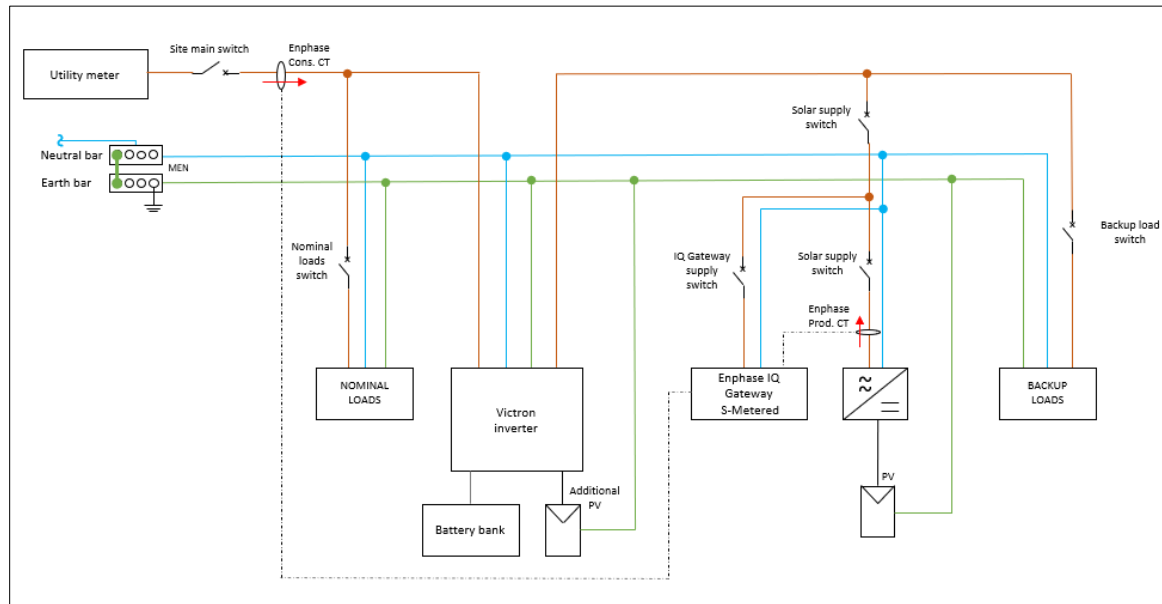 Site main switch
Enphase
Cons. CT
Utility meter
Solar supply
switch
Neutral bar
MEN
Earth bar
Nominal
loads
switch
IQ Gateway
supply
switch
Solar supply
switch
Backup load
switch
Enphase
Prod. CT
NOMINAL
LOADS
Victron
inverter
Enphase IQ
Gateway
S-Metered
BACKUP
LOADS
Additional
PV
PV
Battery bank